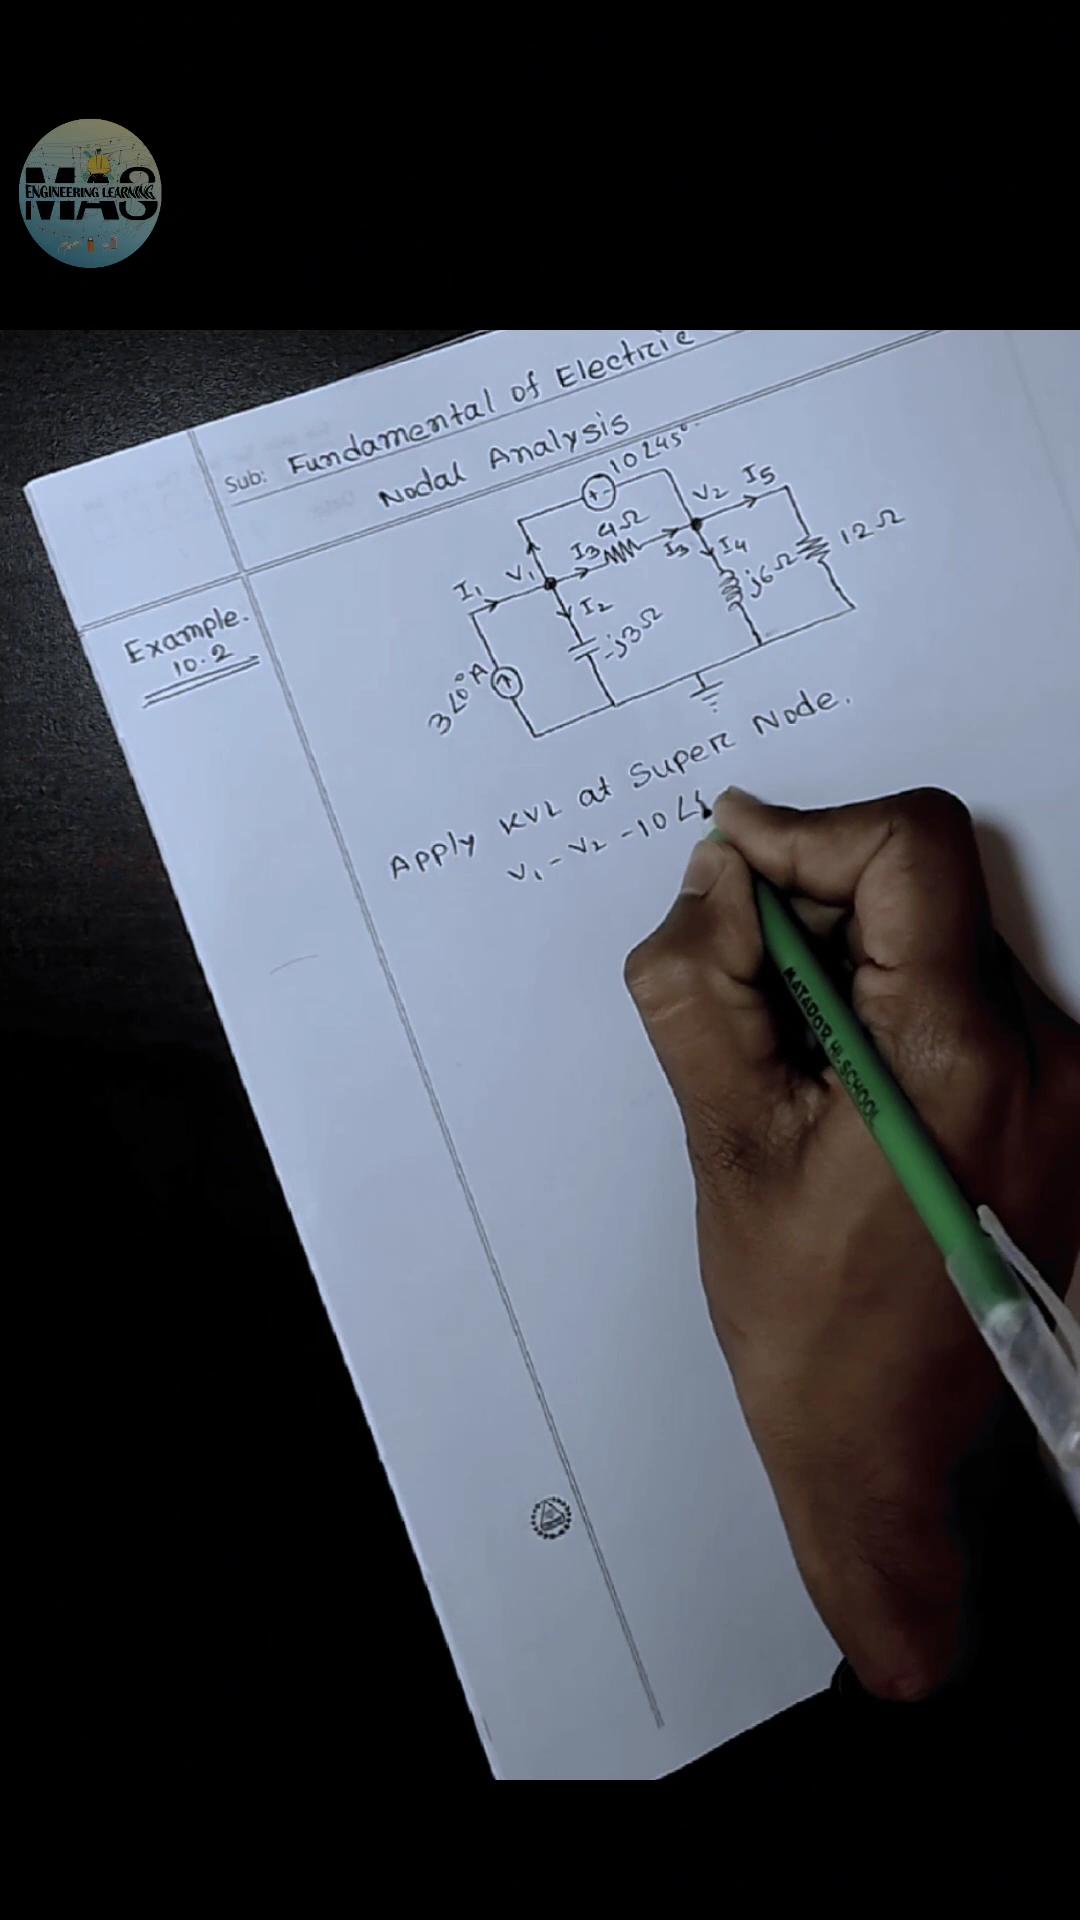 MAS
ENGINEERING LEARNING
Sub: Fundamental of Electric
Nodal Analysis
Example.
10.2
10∠45°
I5
V2
4Ω
I3
I3
I4
12Ω
I1
V1
I2
j6Ω
-j3Ω
3∠0°A
+ -
Apply KVL at Super Node.
V1 - V2 - 10∠
MATADOR HI-SCHOOL